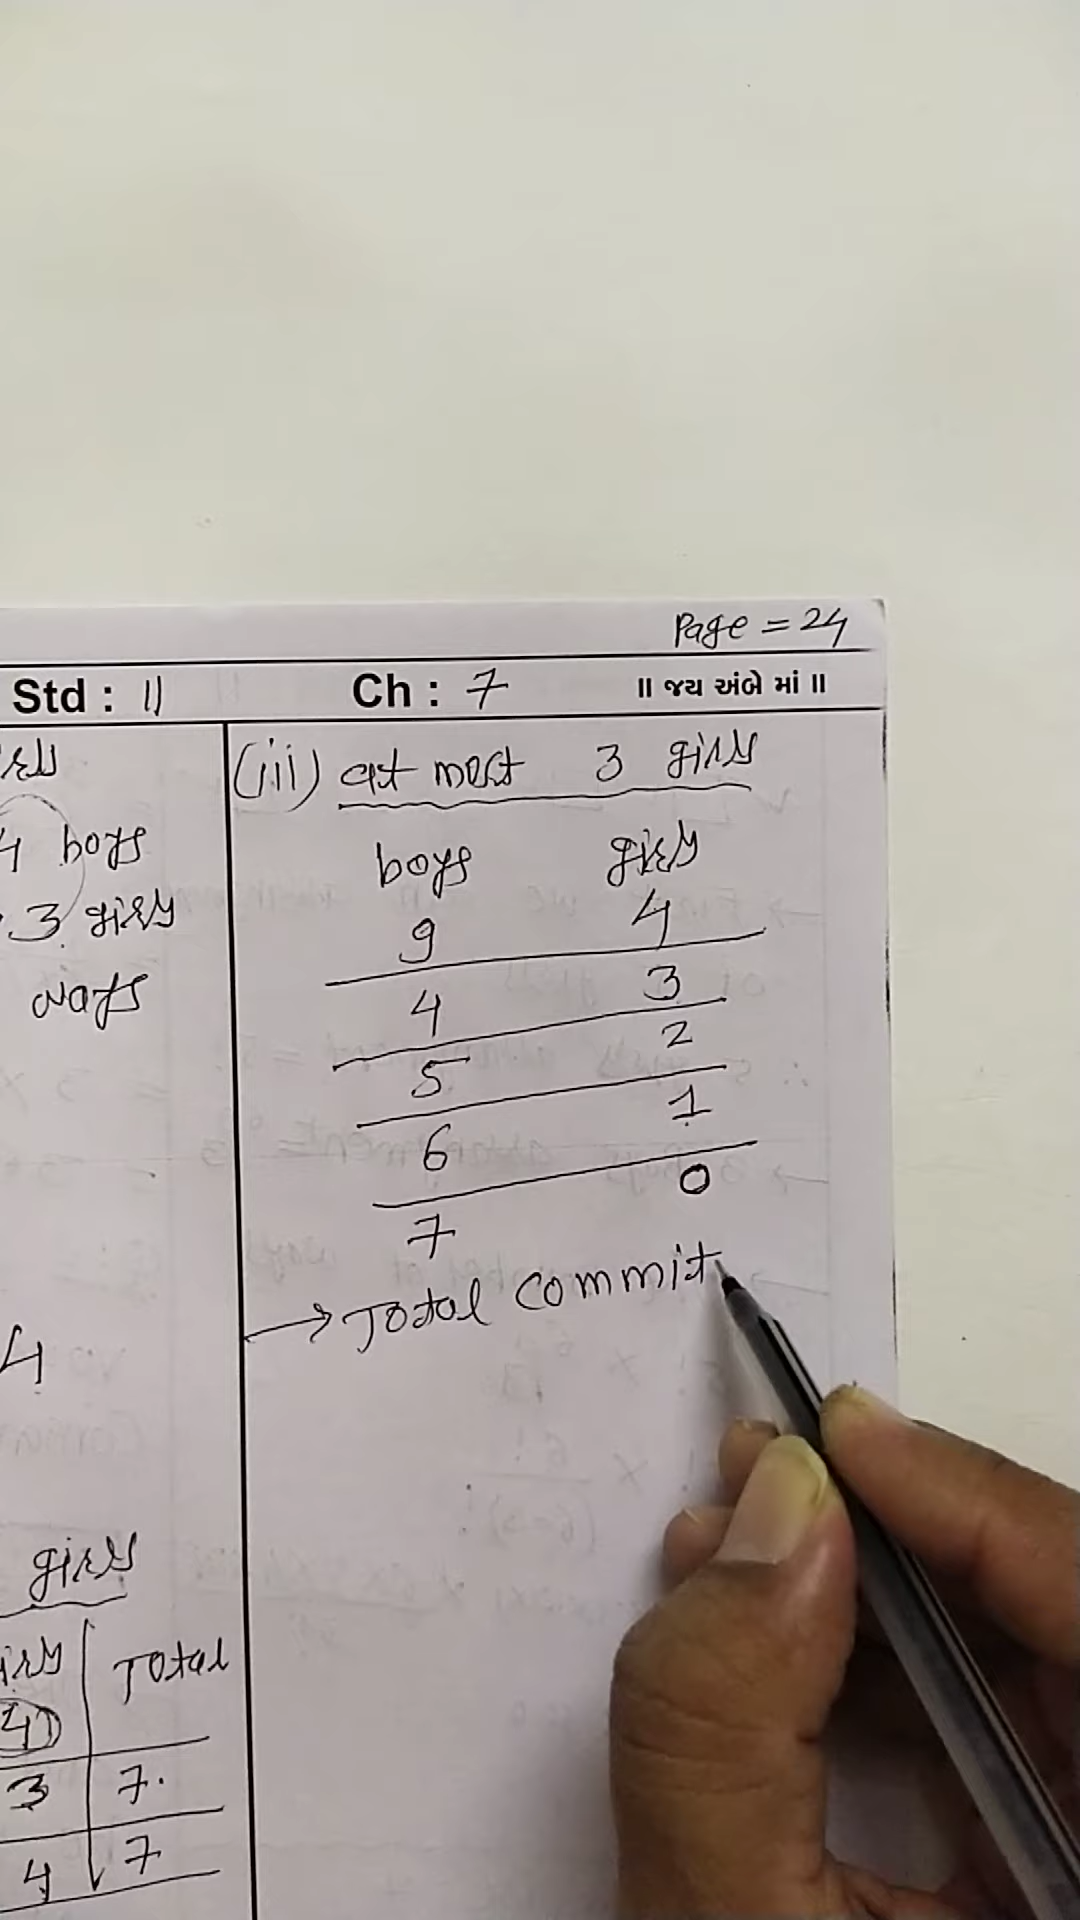 Page = 24
Std : 11 Ch : 7 ॥ જય અંબે માં ॥
4 boys
3 girls
ways
4
girls
Total
4
3 7.
4 7
(iii) at most 3 girls
boys girls
9 4
4 3
5 2
6 1
7 0
→ Total commit